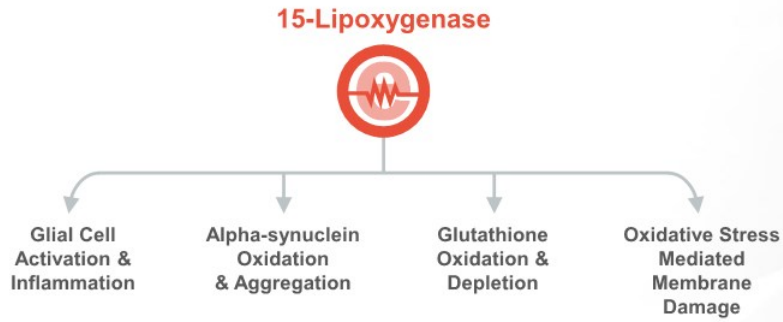 15-Lipoxygenase
Glial Cell
Activation &
Inflammation
Alpha-synuclein
Oxidation
& Aggregation
Glutathione
Oxidation &
Depletion
Oxidative Stress
Mediated
Membrane
Damage